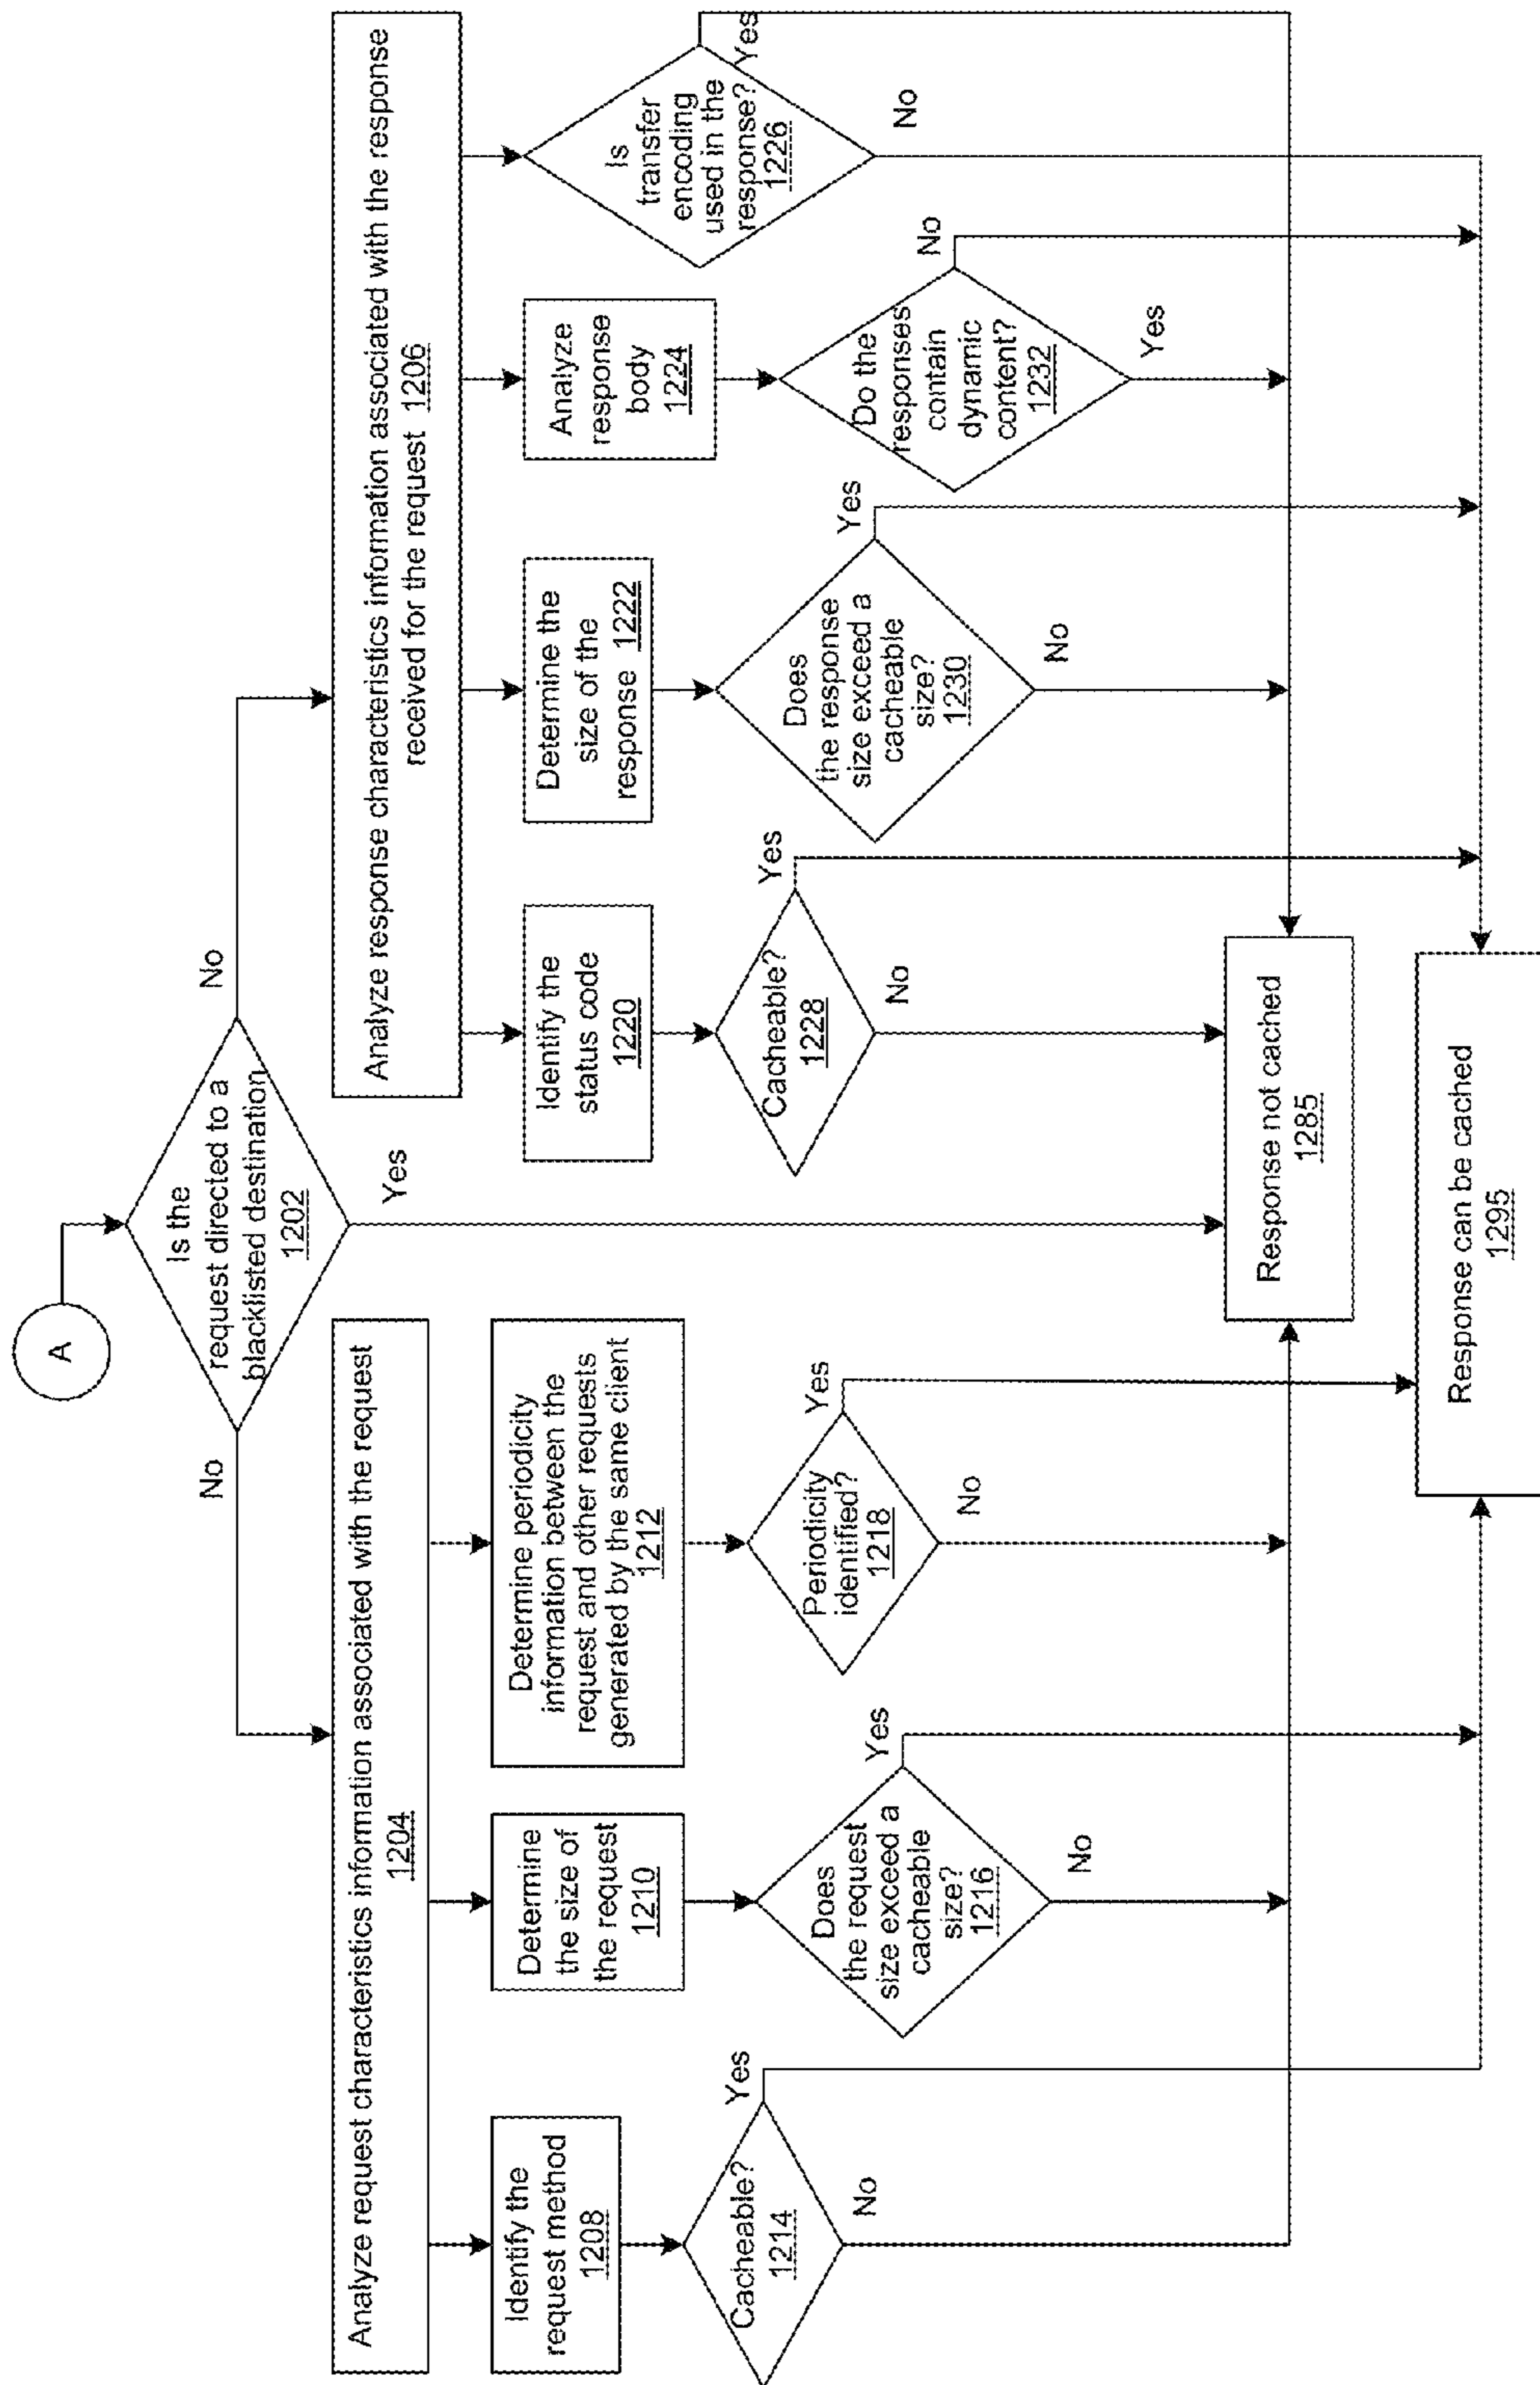 A
Is the
request directed to a
blacklisted destination
1202
No
No
Yes
Analyze request characteristics information associated with the request
1204
Analyze response characteristics information associated with the response
received for the request 1206
Identify the
request method
1208
Determine
the size of
the request
1210
Determine periodicity
information between the
request and other requests
generated by the same client
1212
Identify the
status code
1220
Determine the
size of the
response 1222
Analyze
response
body
1224
Is
transfer
encoding
used in the
response?
1226
Yes
No
Cacheable?
1214
Yes
No
Does
the request
size exceed a
cacheable
size?
1216
Yes
No
Periodicity
identified?
1218
Yes
No
Cacheable?
1228
Yes
No
Does
the response
size exceed a
cacheable
size?
1230
Yes
No
Do the
responses
contain
dynamic
content?
1232
No
Yes
Response not cached
1285
Response can be cached
1295